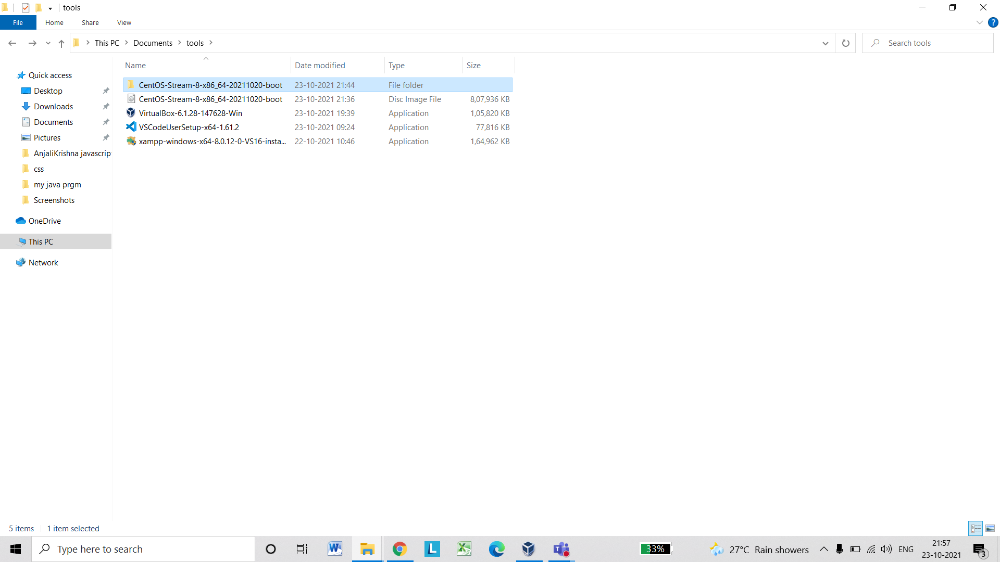 tools
File Home Share View
This PC Documents tools
Search tools
Name Date modified Type Size
Quick access
Desktop
Downloads
Documents
Pictures
AnjaliKrishna javascrip
css
my java prgm
Screenshots
OneDrive
This PC
Network
CentOS-Stream-8-x86_64-20211020-boot 23-10-2021 21:44 File folder
CentOS-Stream-8-x86_64-20211020-boot 23-10-2021 21:36 Disc Image File 8,07,936 KB
VirtualBox-6.1.28-147628-Win 23-10-2021 19:39 Application 1,05,820 KB
VSCodeUserSetup-x64-1.61.2 23-10-2021 09:24 Application 77,816 KB
xampp-windows-x64-8.0.12-0-VS16-insta... 22-10-2021 10:46 Application 1,64,962 KB
5 items 1 item selected
Type here to search
33%
27°C Rain showers
ENG
21:57
23-10-2021
3